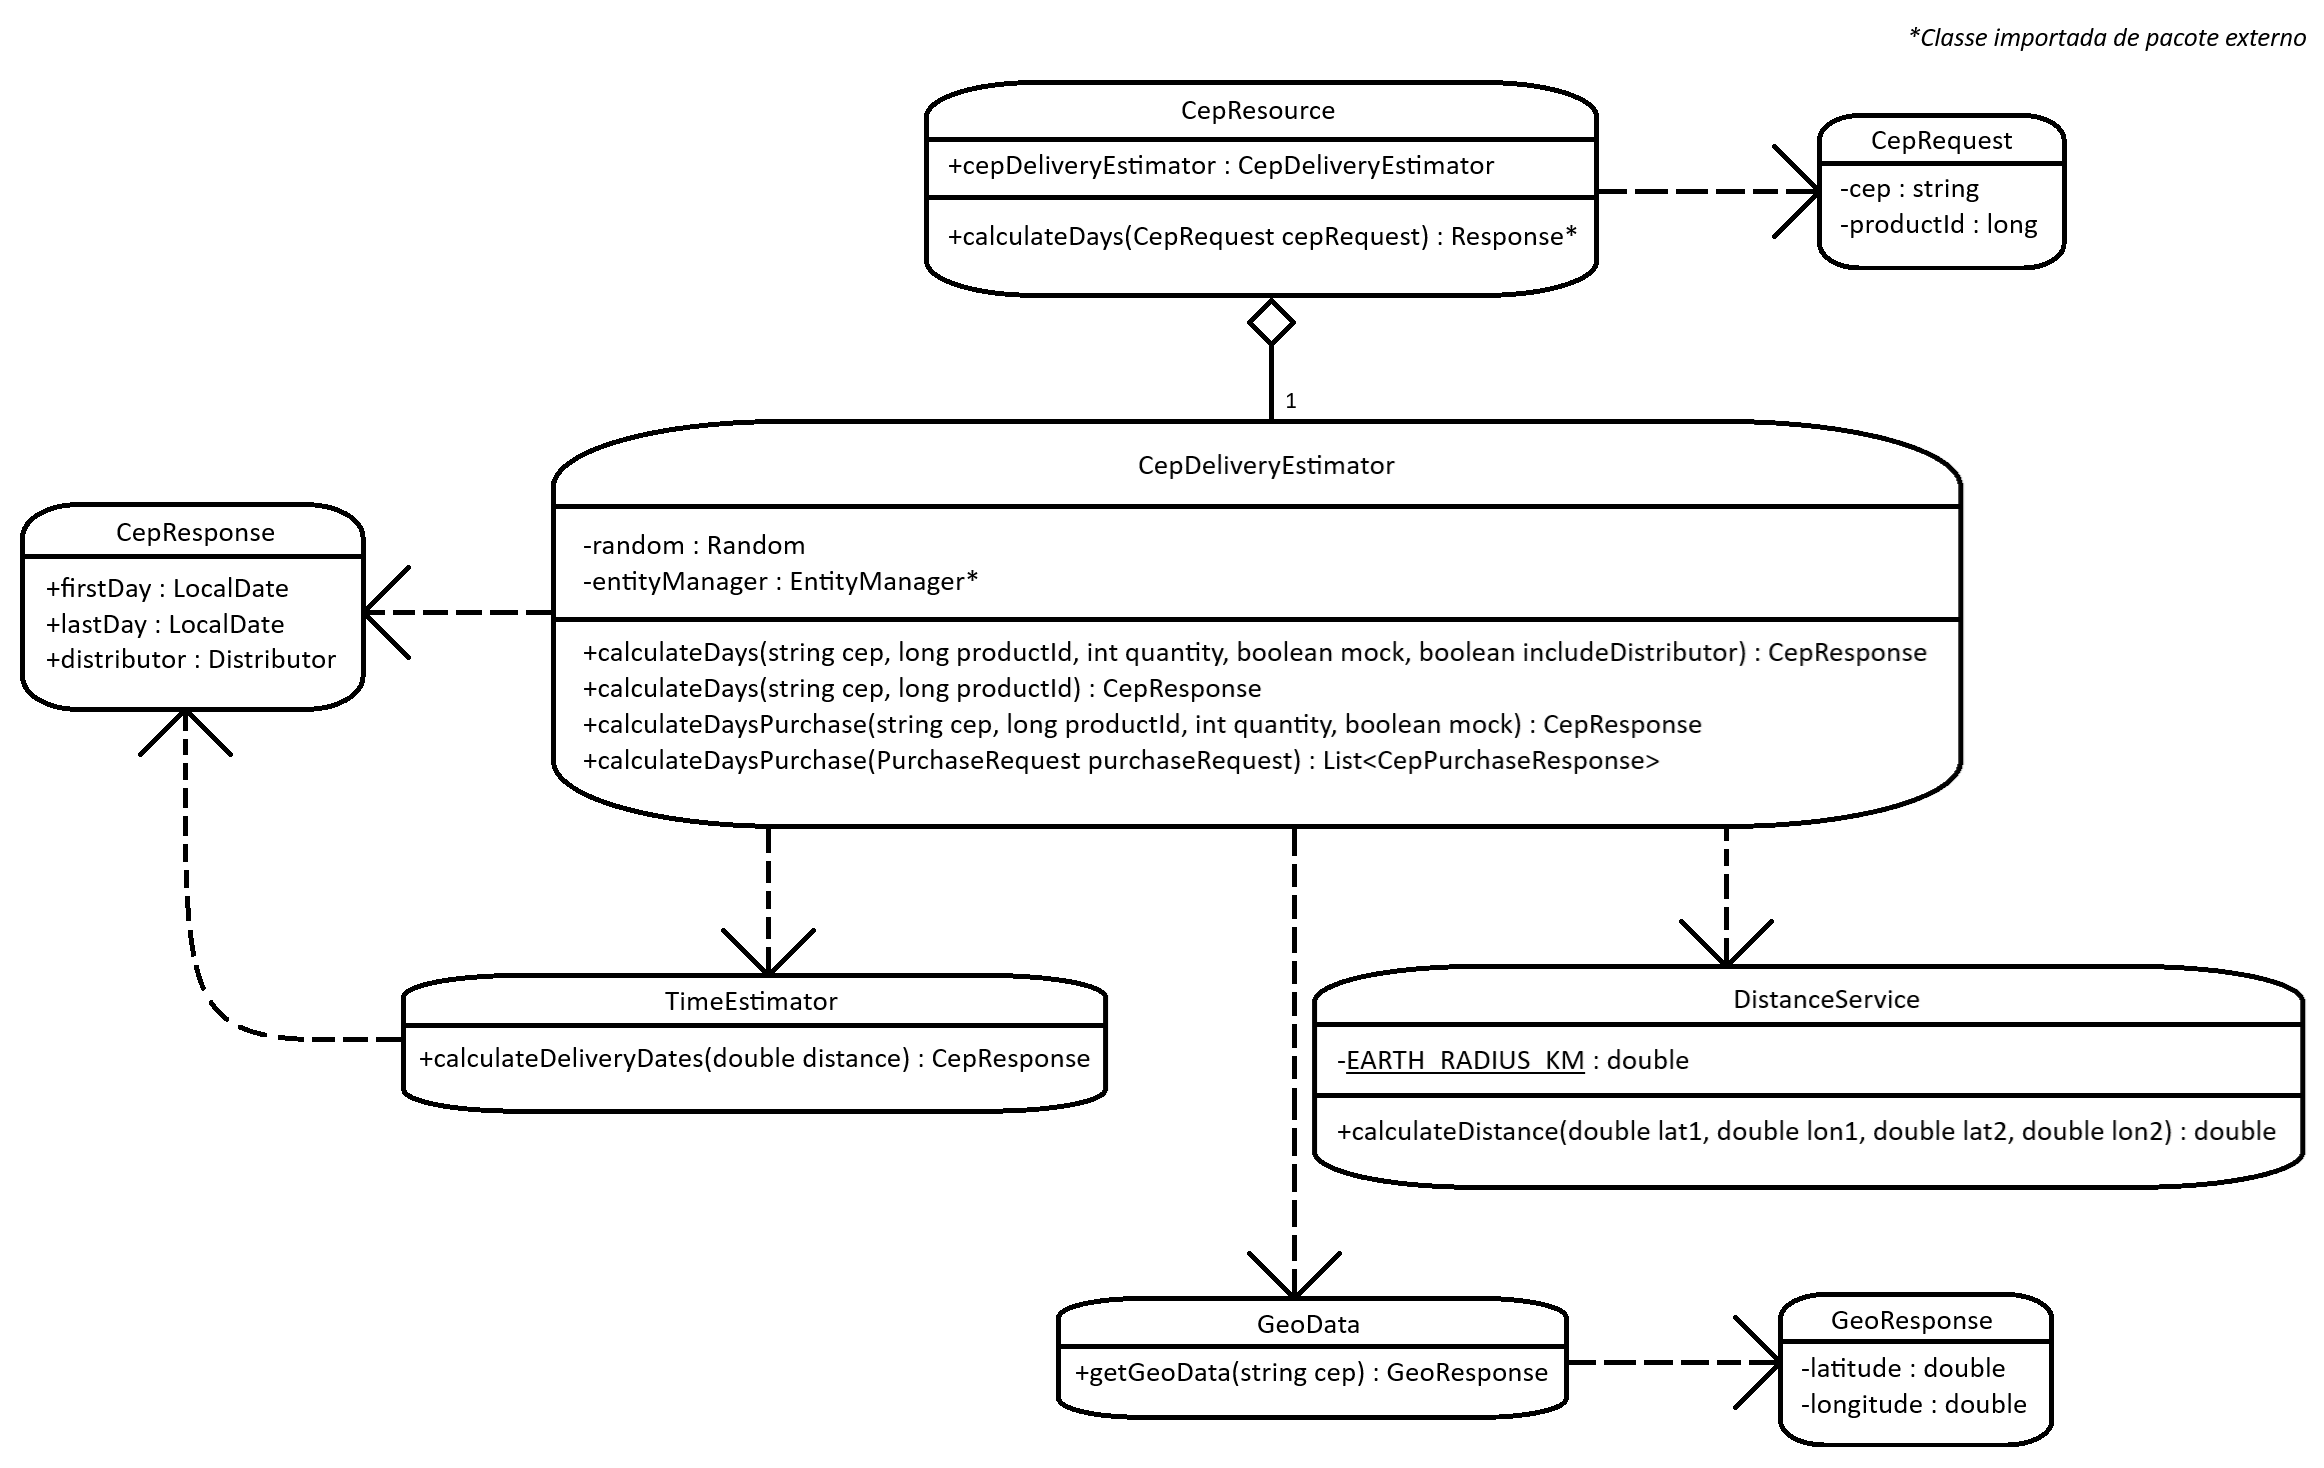 *Classe importada de pacote externo
CepResource
+cepDeliveryEstimator : CepDeliveryEstimator
+calculateDays(CepRequest cepRequest) : Response*
CepRequest
-cep : string
-productId : long
1
CepDeliveryEstimator
-random : Random
-entityManager : EntityManager*
+calculateDays(string cep, long productId, int quantity, boolean mock, boolean includeDistributor) : CepResponse
+calculateDays(string cep, long productId) : CepResponse
+calculateDaysPurchase(string cep, long productId, int quantity, boolean mock) : CepResponse
+calculateDaysPurchase(PurchaseRequest purchaseRequest) : List<CepPurchaseResponse>
CepResponse
+firstDay : LocalDate
+lastDay : LocalDate
+distributor : Distributor
TimeEstimator
+calculateDeliveryDates(double distance) : CepResponse
DistanceService
-EARTH_RADIUS_KM : double
+calculateDistance(double lat1, double lon1, double lat2, double lon2) : double
GeoData
+getGeoData(string cep) : GeoResponse
GeoResponse
-latitude : double
-longitude : double